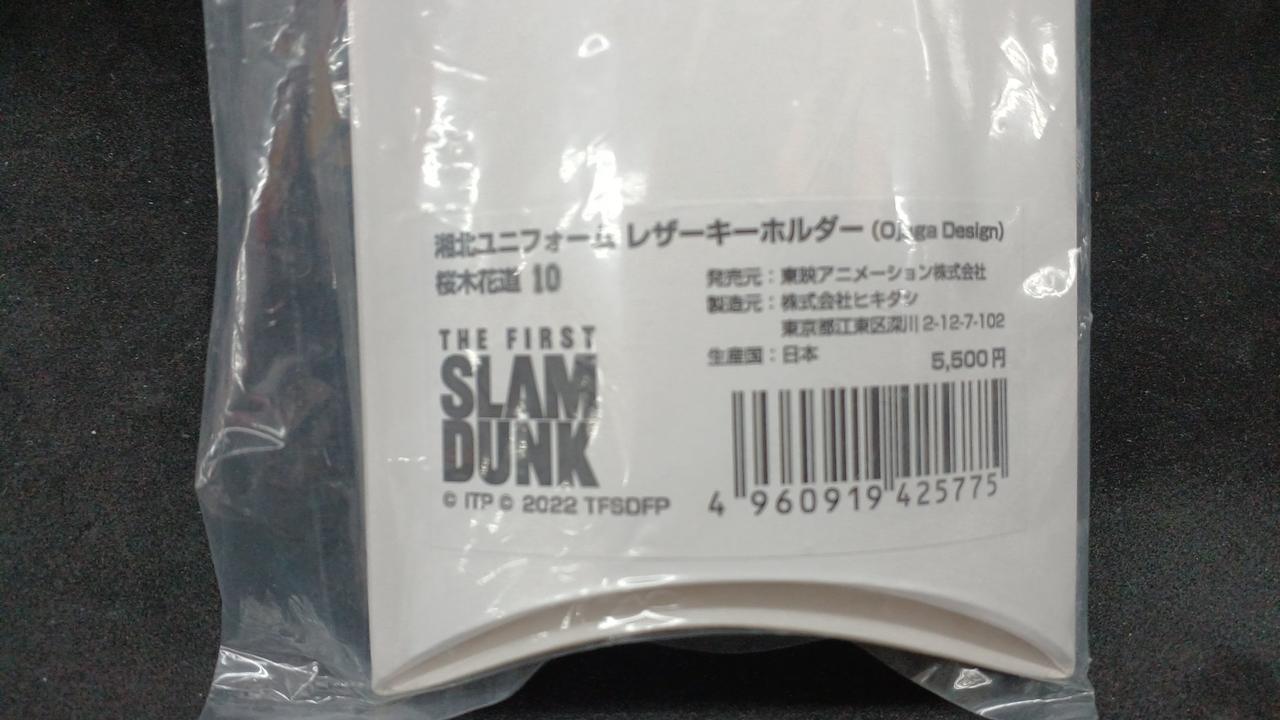 湘北ユニフォーム レザーキーホルダー (Ojaga Design)
桜木花道 10
発売元：東映アニメーション株式会社
製造元：株式会社ヒキダシ
東京都江東区深川 2-12-7-102
生産国：日本
5,500円
THE FIRST
SLAM
DUNK
© ITP © 2022 TFSDFP
4 960919 425775